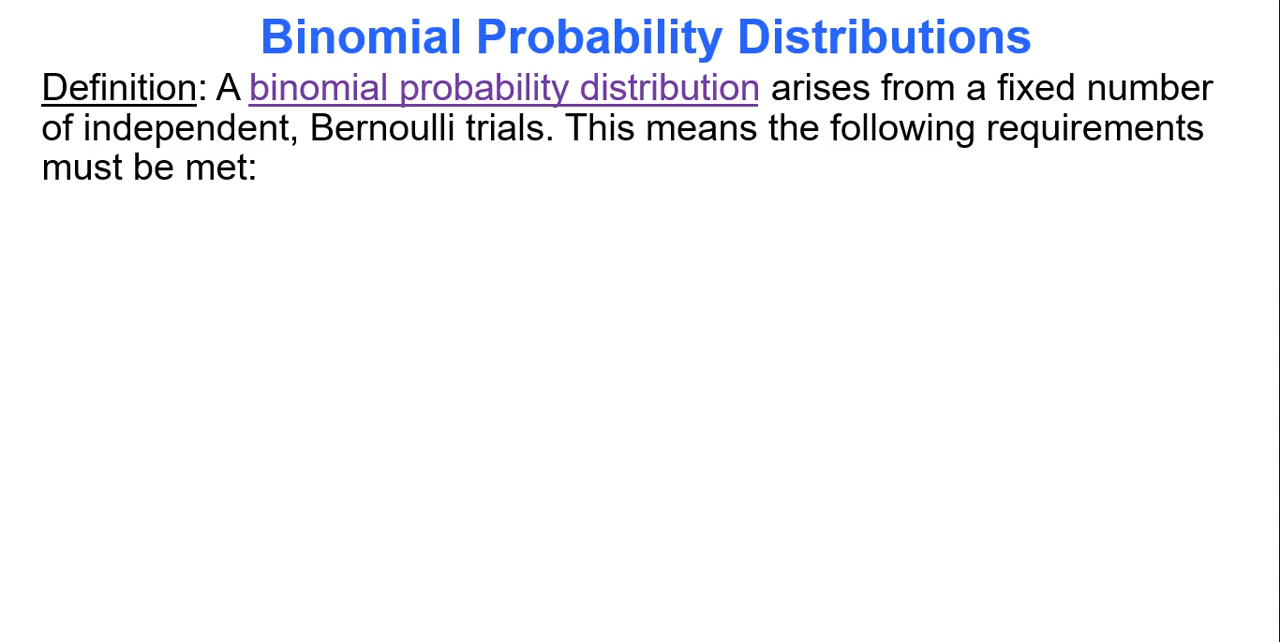 Binomial Probability Distributions
Definition: A binomial probability distribution arises from a fixed number
of independent, Bernoulli trials. This means the following requirements
must be met: